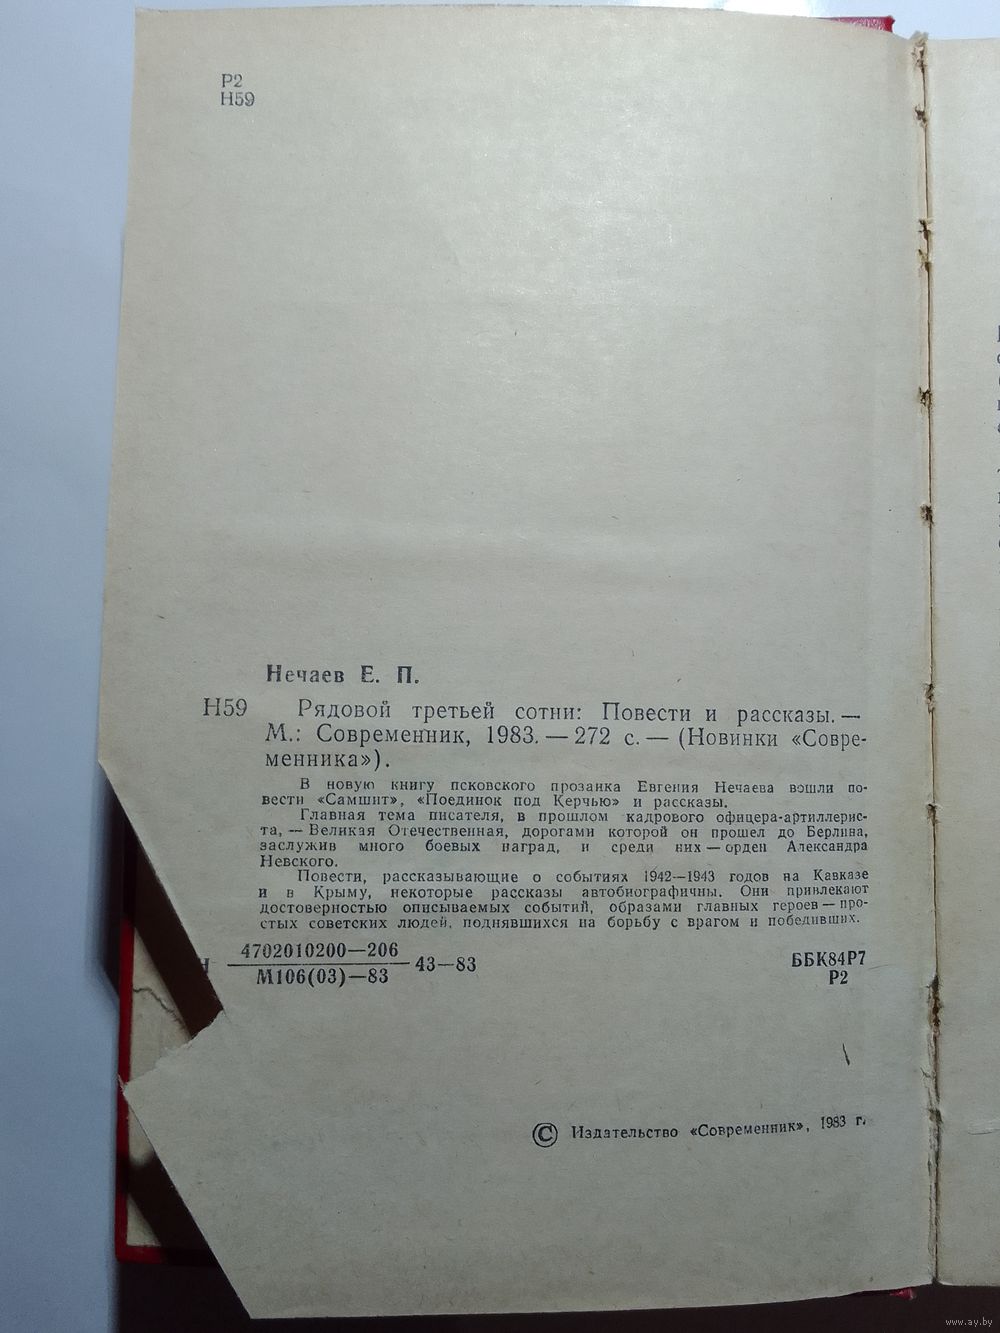 Р2
Н59
Нечаев Е. П.
Н59 Рядовой третьей сотни: Повести и рассказы. —
М.: Современник, 1983. — 272 с. — (Новинки «Совре-
менника»).
В новую книгу псковского прозаика Евгения Нечаева вошли по-
вести «Самшит», «Поединок под Керчью» и рассказы.
Главная тема писателя, в прошлом кадрового офицера-артиллерис-
та, — Великая Отечественная, дорогами которой он прошел до Берлина,
заслужив много боевых наград, и среди них — орден Александра
Невского.
Повести, рассказывающие о событиях 1942—1943 годов на Кавказе
и в Крыму, некоторые рассказы автобиографичны. Они привлекают
достоверностью описываемых событий, образами главных героев — про-
стых советских людей, поднявшихся на борьбу с врагом и победивших.
4702010200—206
Н 43—83
М106(03)—83
ББК84Р7
Р2
© Издательство «Современник», 1983 г.
www.ay.by